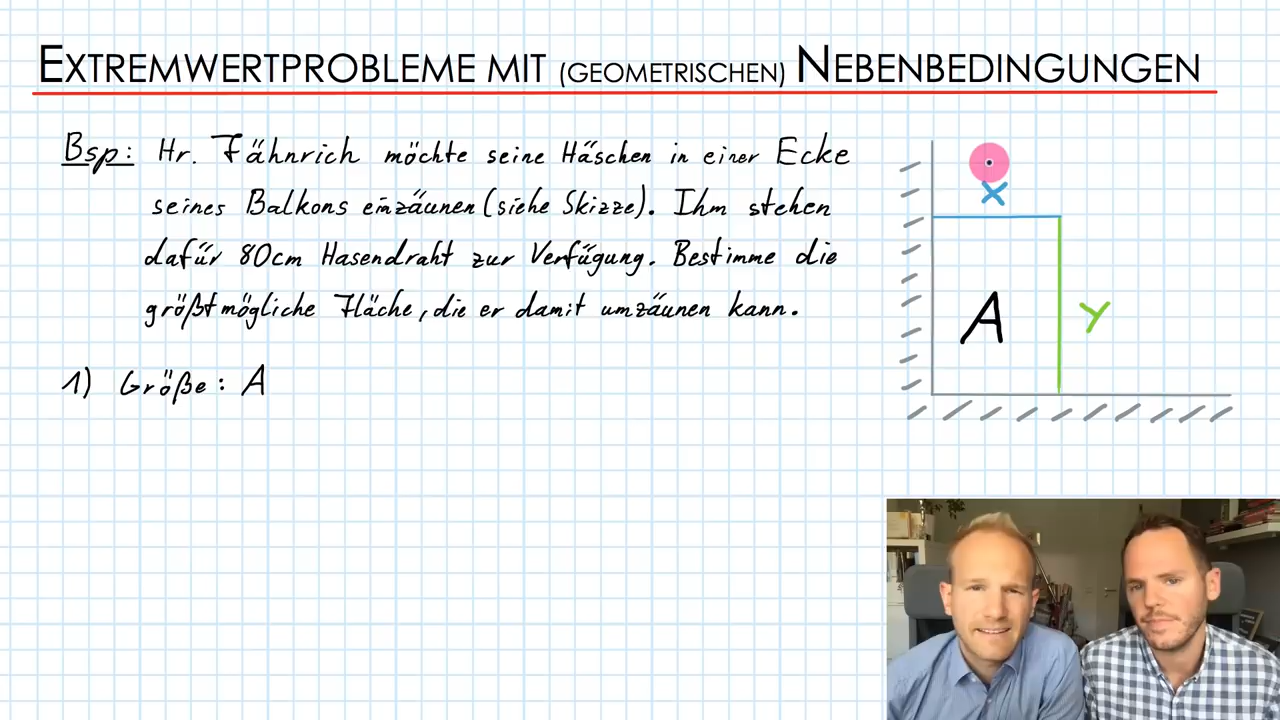 EXTREMWERTPROBLEME MIT (GEOMETRISCHEN) NEBENBEDINGUNGEN
Bsp: Hr. Fähnrich möchte seine Häschen in einer Ecke
seines Balkons einzäunen (siehe Skizze). Ihm stehen
dafür 80cm Hasendraht zur Verfügung. Bestimme die
größtmögliche Fläche, die er damit umzäunen kann.
1) Größe: A
x
A
y